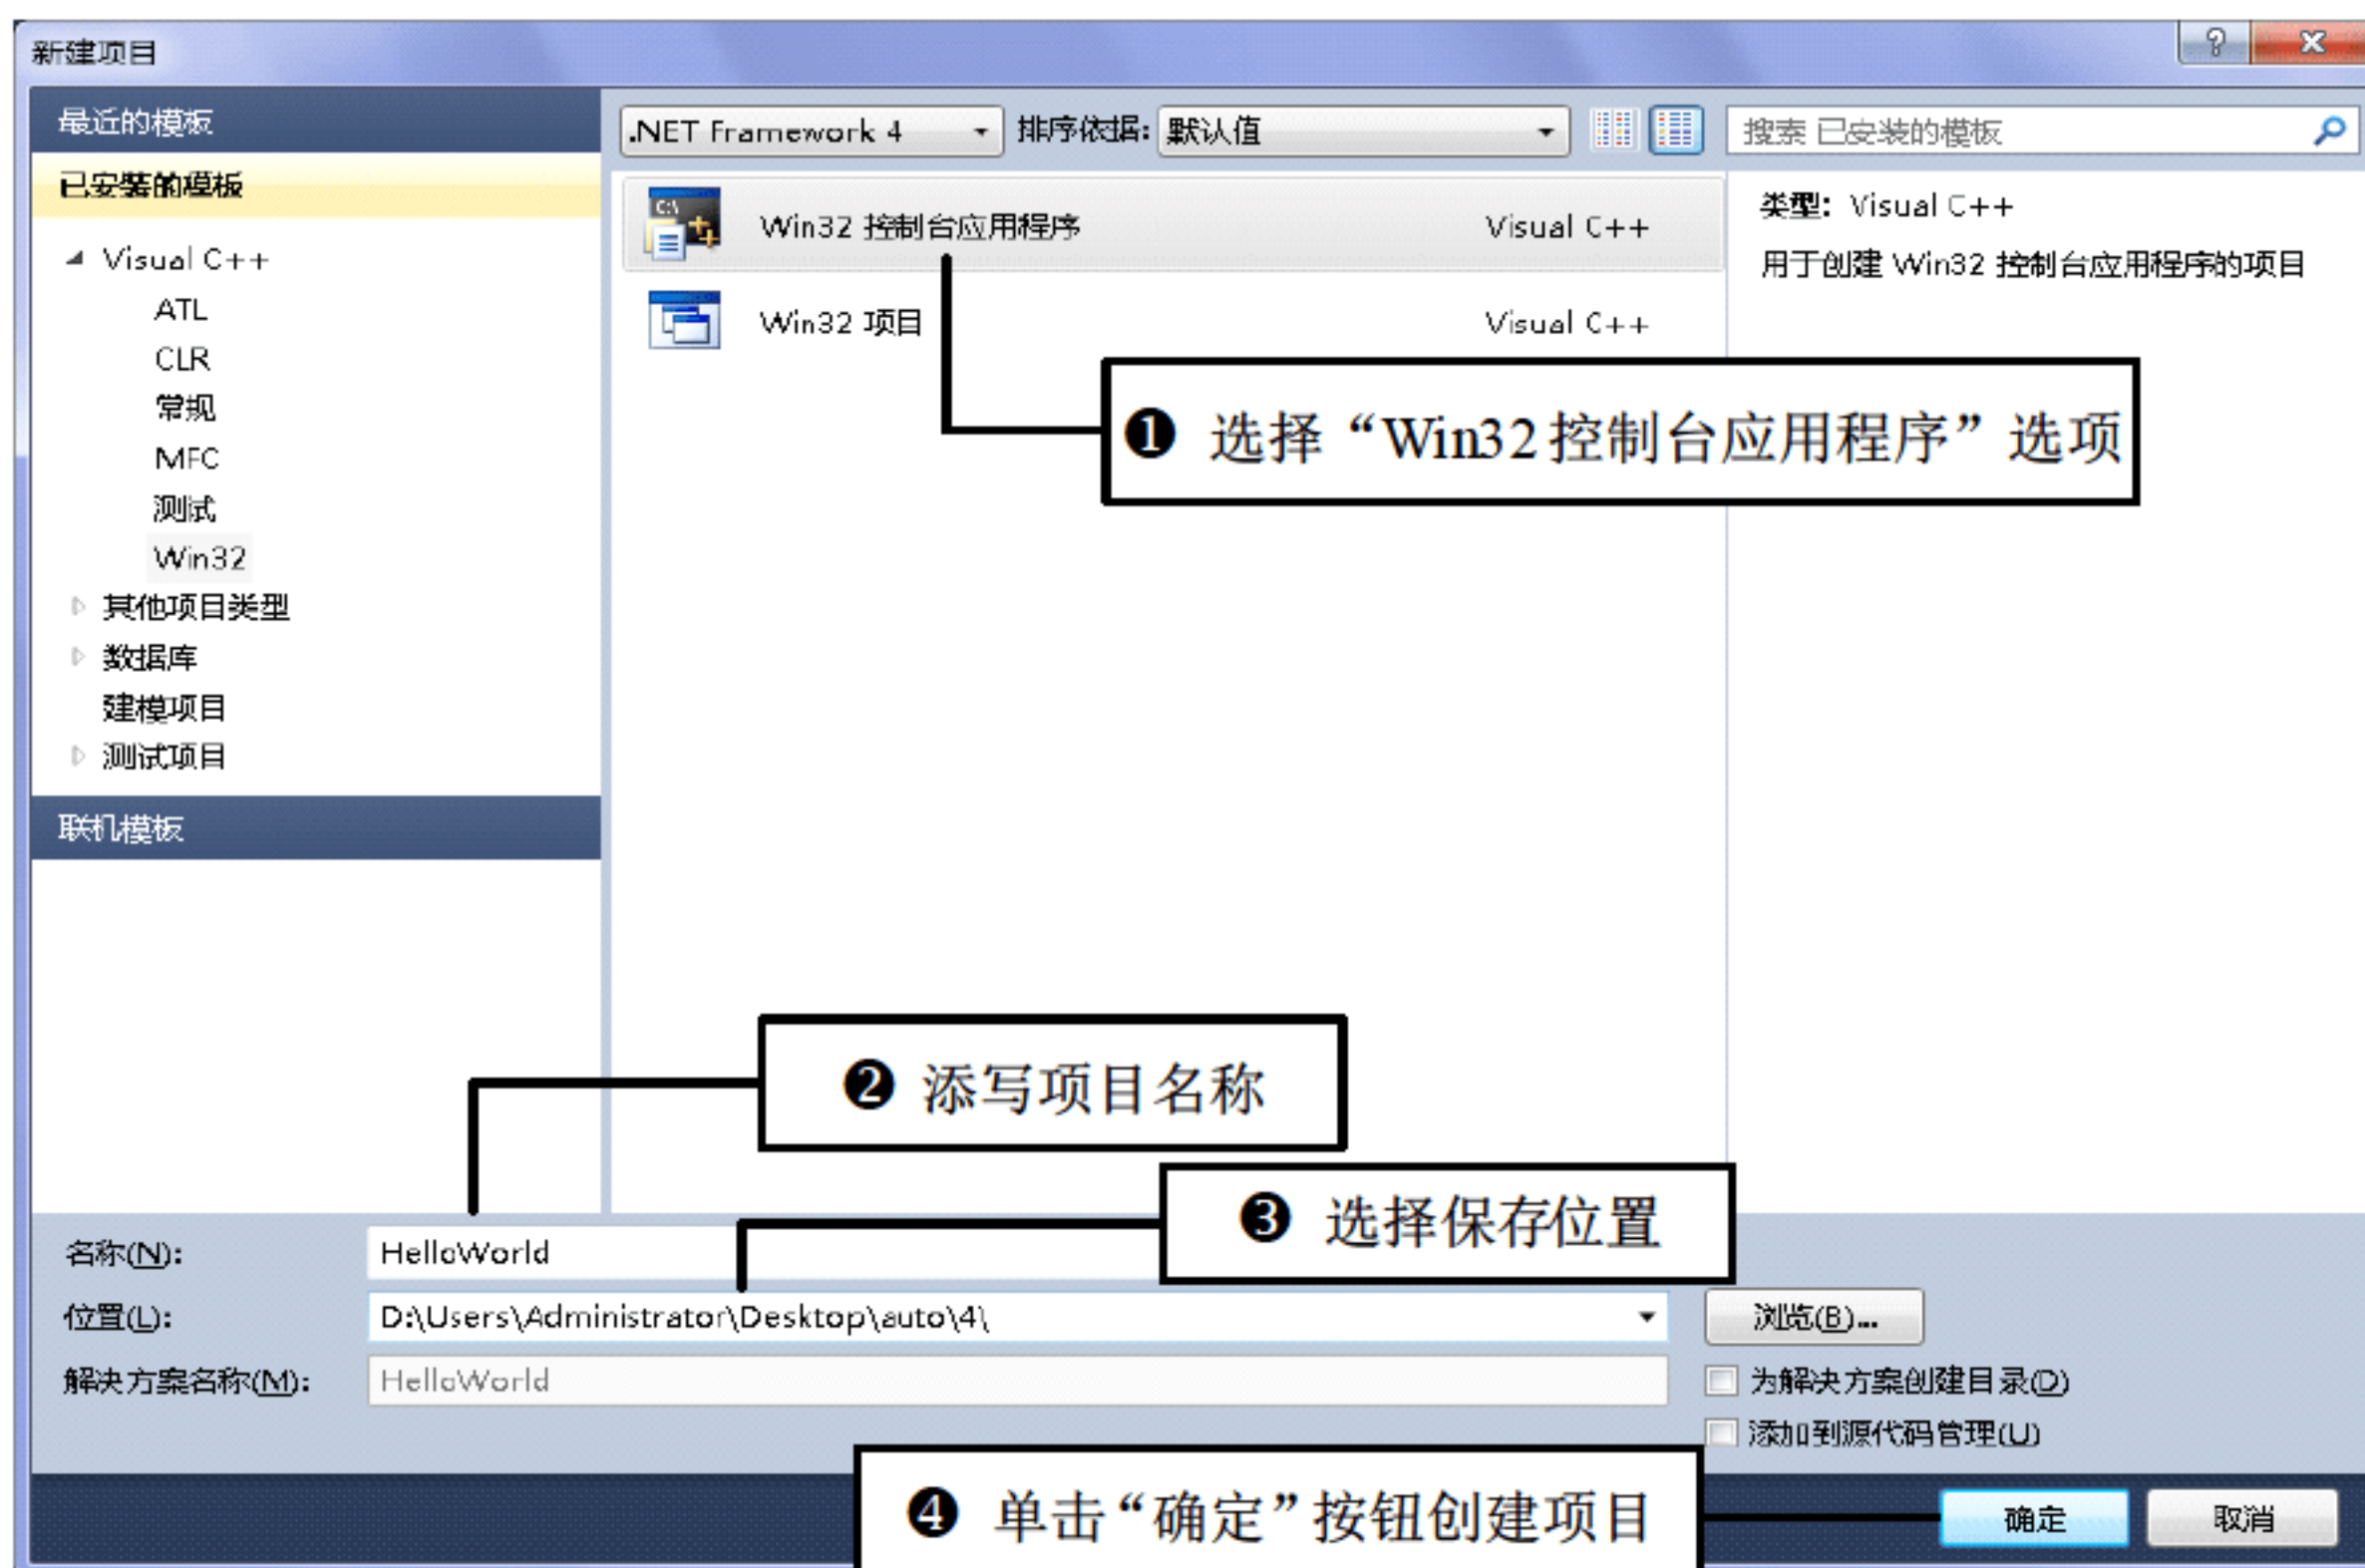 新建项目
最近的模板
已安装的模板
Visual C++
ATL
CLR
常规
MFC
测试
Win32
其他项目类型
数据库
建模项目
测试项目
联机模板
.NET Framework 4
排序依据: 默认值
搜索 已安装的模板
Win32 控制台应用程序 Visual C++
Win32 项目 Visual C++
类型: Visual C++
用于创建 Win32 控制台应用程序的项目
❶ 选择“Win32 控制台应用程序”选项
❷ 添写项目名称
❸ 选择保存位置
名称(N): HelloWorld
位置(L): D:\Users\Administrator\Desktop\auto\4\
浏览(B)...
解决方案名称(M): HelloWorld
为解决方案创建目录(D)
添加到源代码管理(U)
❹ 单击“确定”按钮创建项目
确定
取消